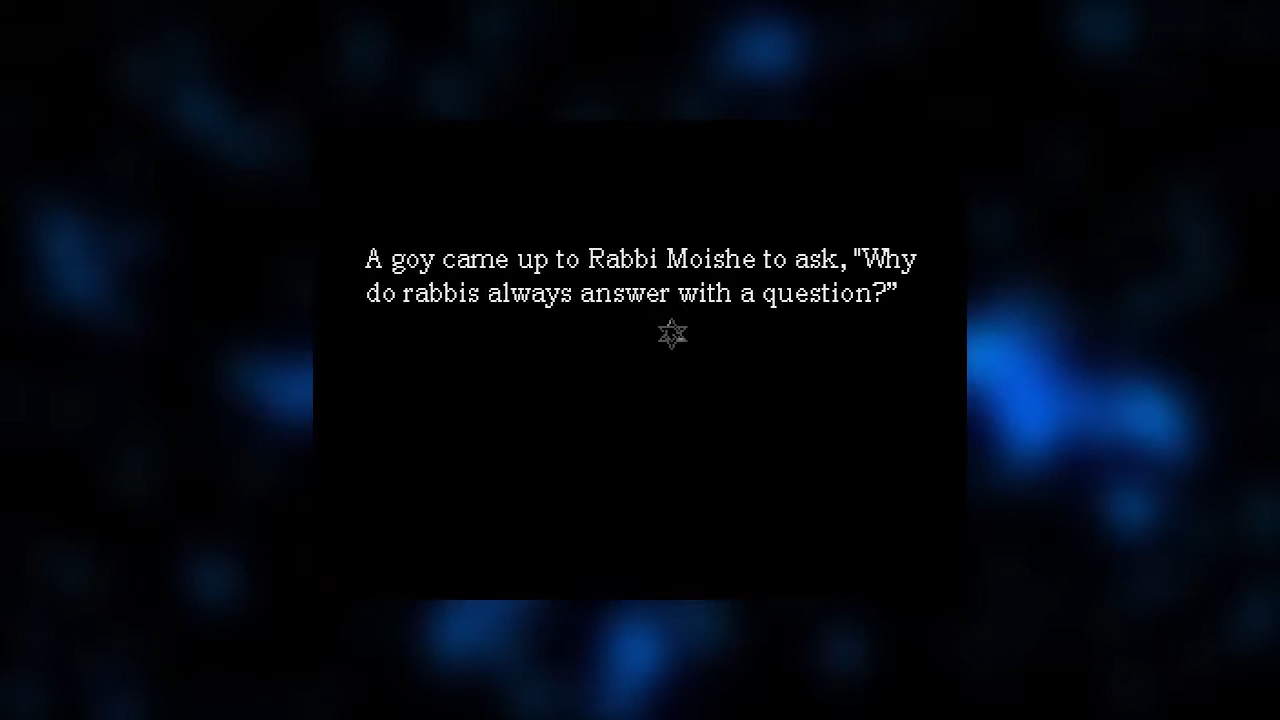 A goy came up to Rabbi Moishe to ask, "Why
do rabbis always answer with a question?”